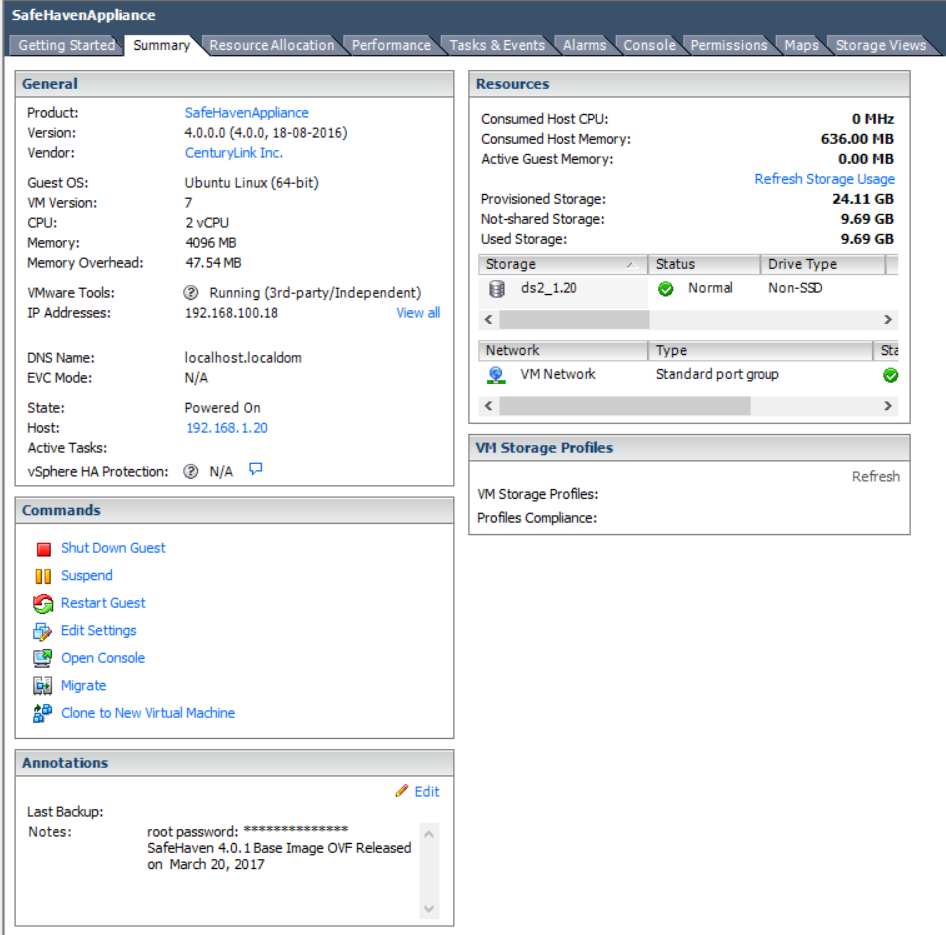 SafeHavenAppliance
Getting Started Summary Resource Allocation Performance Tasks & Events Alarms Console Permissions Maps Storage Views
General
Product: SafeHavenAppliance
Version: 4.0.0.0 (4.0.0, 18-08-2016)
Vendor: CenturyLink Inc.
Guest OS: Ubuntu Linux (64-bit)
VM Version: 7
CPU: 2 vCPU
Memory: 4096 MB
Memory Overhead: 47.54 MB
VMware Tools: Running (3rd-party/Independent)
IP Addresses: 192.168.100.18 View all
DNS Name: localhost.localdom
EVC Mode: N/A
State: Powered On
Host: 192.168.1.20
Active Tasks:
vSphere HA Protection: N/A
Commands
Shut Down Guest
Suspend
Restart Guest
Edit Settings
Open Console
Migrate
Clone to New Virtual Machine
Annotations
Edit
Last Backup:
Notes: root password: **************
SafeHaven 4.0.1 Base Image OVF Released
on March 20, 2017
Resources
Consumed Host CPU: 0 MHz
Consumed Host Memory: 636.00 MB
Active Guest Memory: 0.00 MB
Refresh Storage Usage
Provisioned Storage: 24.11 GB
Not-shared Storage: 9.69 GB
Used Storage: 9.69 GB
Storage Status Drive Type
ds2_1.20 Normal Non-SSD
Network Type Sta
VM Network Standard port group
VM Storage Profiles
Refresh
VM Storage Profiles:
Profiles Compliance: